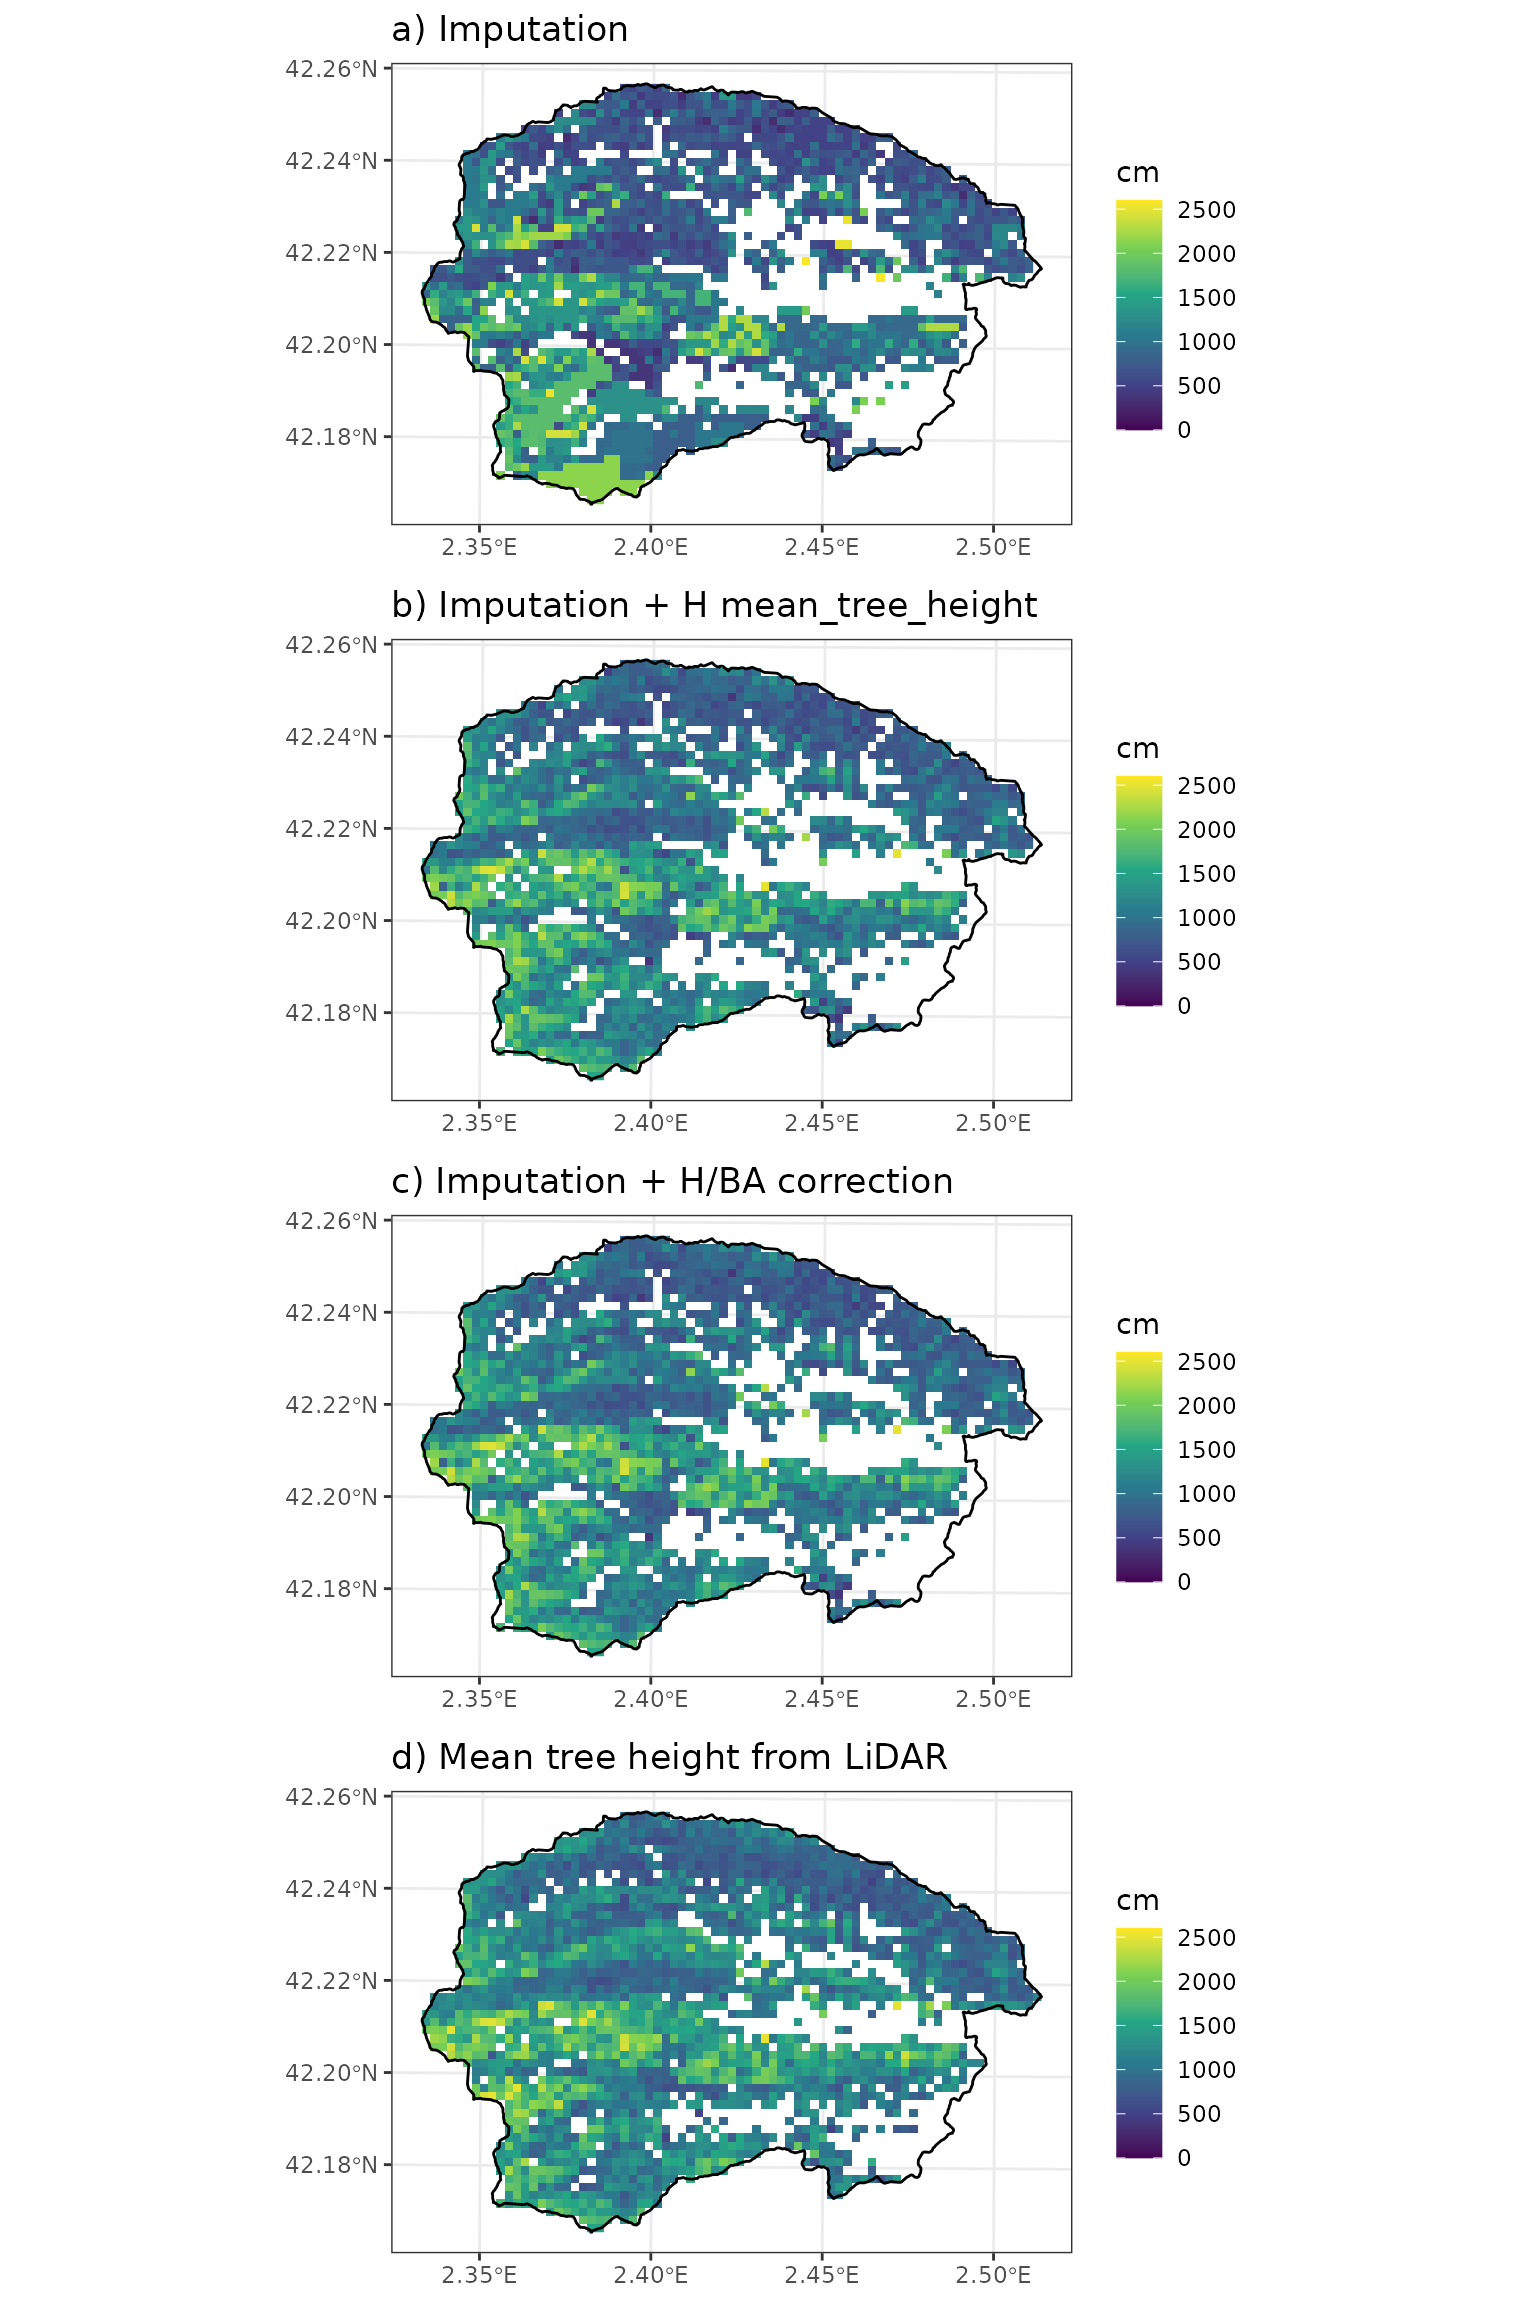 a) Imputation
42.26°N
42.24°N
42.22°N
42.20°N
42.18°N
2.35°E 2.40°E 2.45°E 2.50°E
cm
2500
2000
1500
1000
500
0
b) Imputation + H mean_tree_height
42.26°N
42.24°N
42.22°N
42.20°N
42.18°N
2.35°E 2.40°E 2.45°E 2.50°E
cm
2500
2000
1500
1000
500
0
c) Imputation + H/BA correction
42.26°N
42.24°N
42.22°N
42.20°N
42.18°N
2.35°E 2.40°E 2.45°E 2.50°E
cm
2500
2000
1500
1000
500
0
d) Mean tree height from LiDAR
42.26°N
42.24°N
42.22°N
42.20°N
42.18°N
2.35°E 2.40°E 2.45°E 2.50°E
cm
2500
2000
1500
1000
500
0